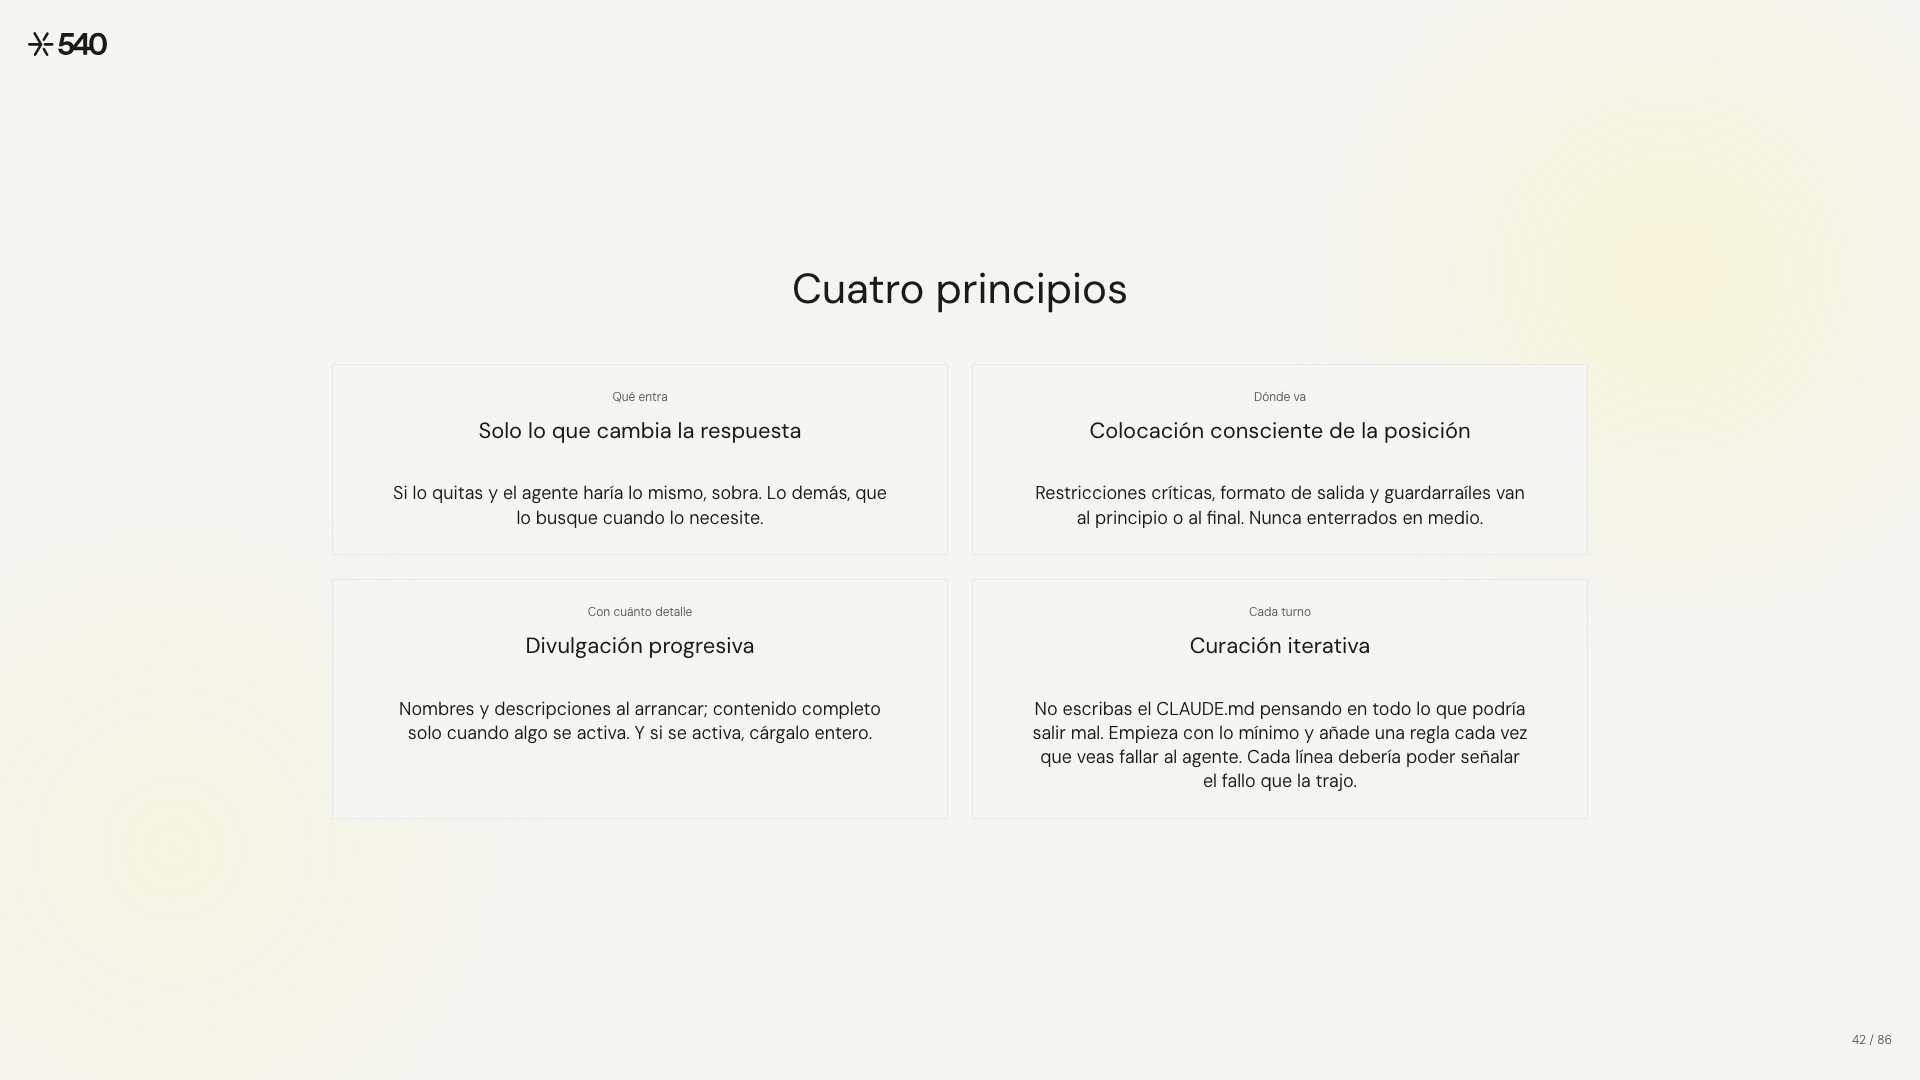 540
Cuatro principios
Qué entra
Solo lo que cambia la respuesta
Si lo quitas y el agente haría lo mismo, sobra. Lo demás, que
lo busque cuando lo necesite.
Dónde va
Colocación consciente de la posición
Restricciones críticas, formato de salida y guardarraíles van
al principio o al final. Nunca enterrados en medio.
Con cuánto detalle
Divulgación progresiva
Nombres y descripciones al arrancar; contenido completo
solo cuando algo se activa. Y si se activa, cárgalo entero.
Cada turno
Curación iterativa
No escribas el CLAUDE.md pensando en todo lo que podría
salir mal. Empieza con lo mínimo y añade una regla cada vez
que veas fallar al agente. Cada línea debería poder señalar
el fallo que la trajo.
42 / 86